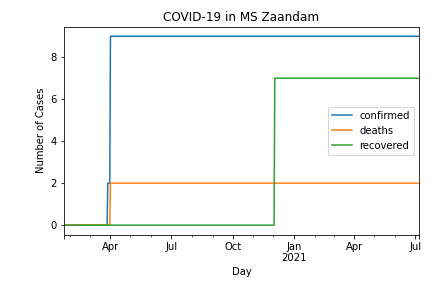 COVID-19 in MS Zaandam
Number of Cases
8
6
4
2
0
confirmed
deaths
recovered
Apr
Jul
Oct
Jan
2021
Apr
Jul
Day